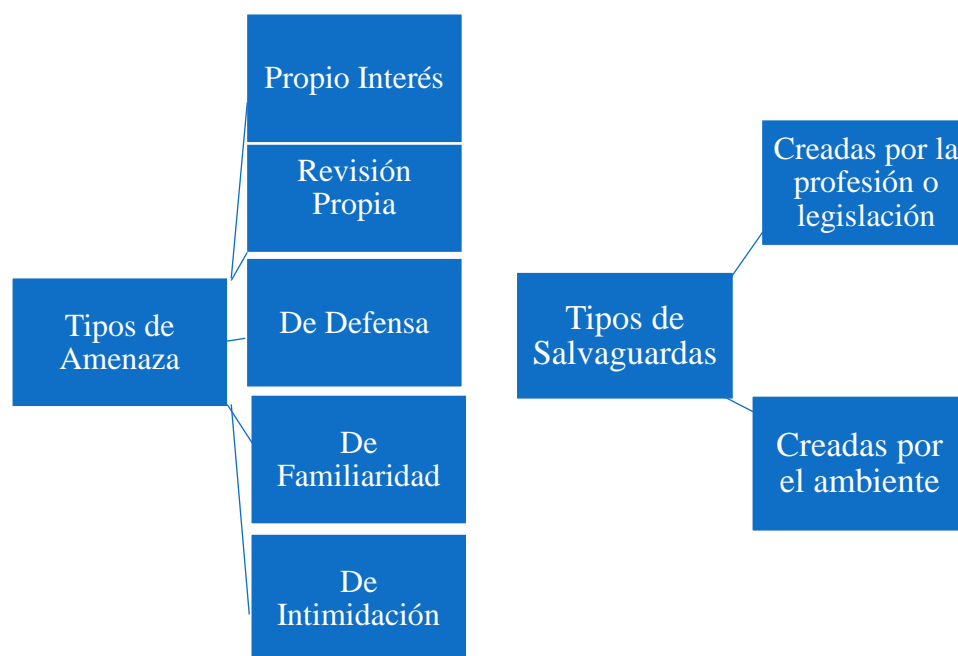 Propio Interés
Revisión
Propia
Tipos de
Amenaza
De Defensa
De
Familiaridad
De
Intimidación
Creadas por la
profesión o
legislación
Tipos de
Salvaguardas
Creadas por
el ambiente